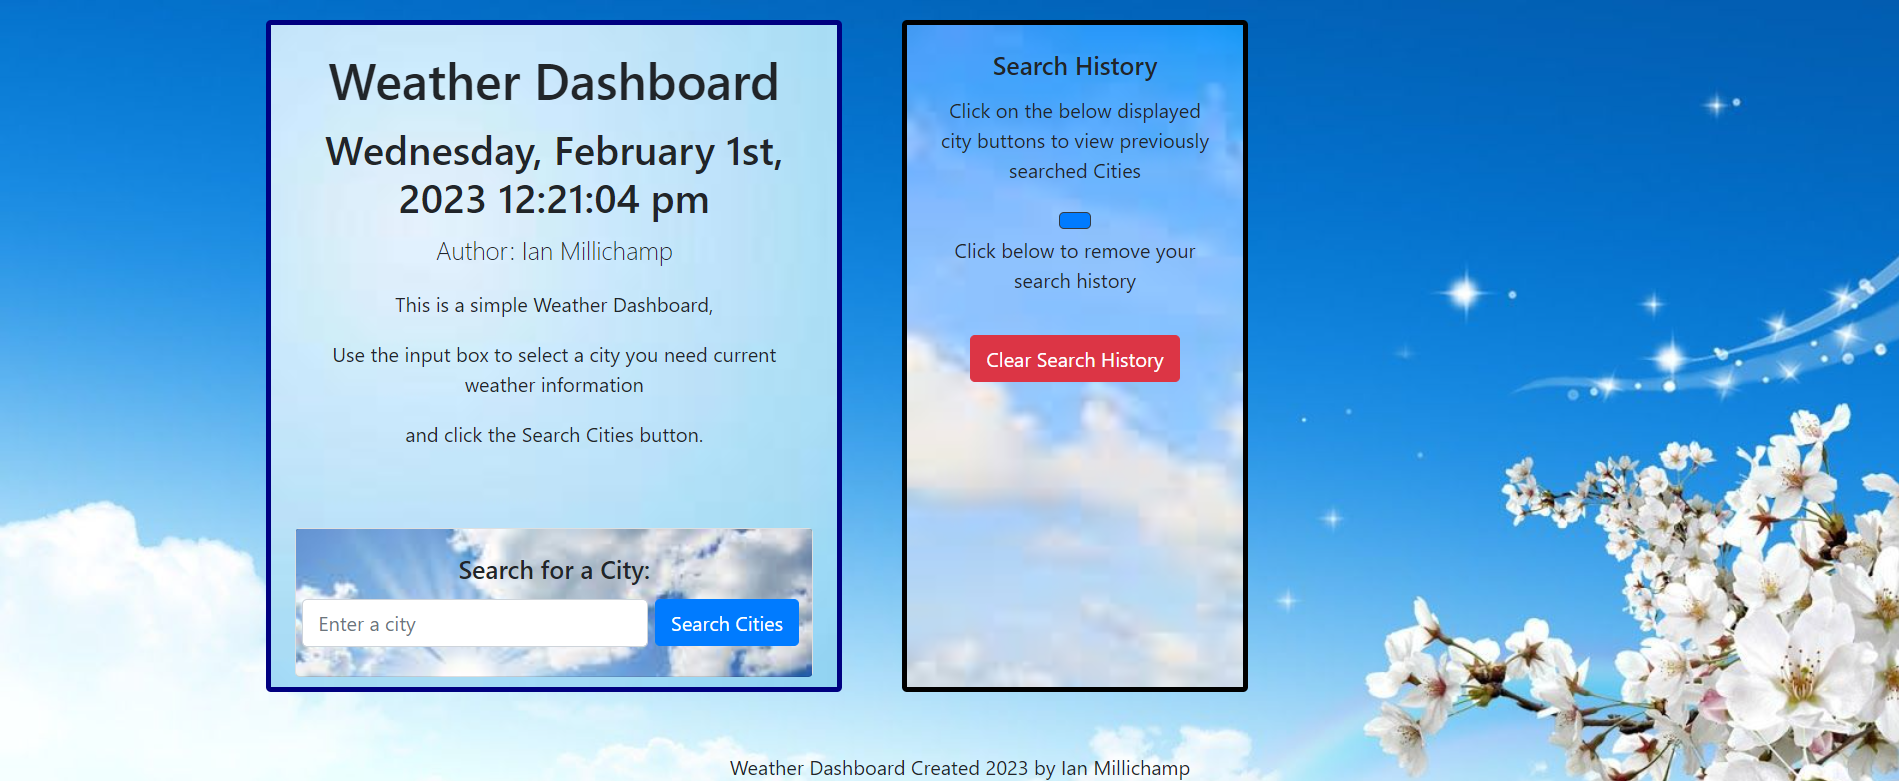 Weather Dashboard
Wednesday, February 1st,
2023 12:21:04 pm
Author: Ian Millichamp
This is a simple Weather Dashboard,
Use the input box to select a city you need current
weather information
and click the Search Cities button.
Search for a City:
Enter a city
Search Cities
Search History
Click on the below displayed
city buttons to view previously
searched Cities
Click below to remove your
search history
Clear Search History
Weather Dashboard Created 2023 by Ian Millichamp